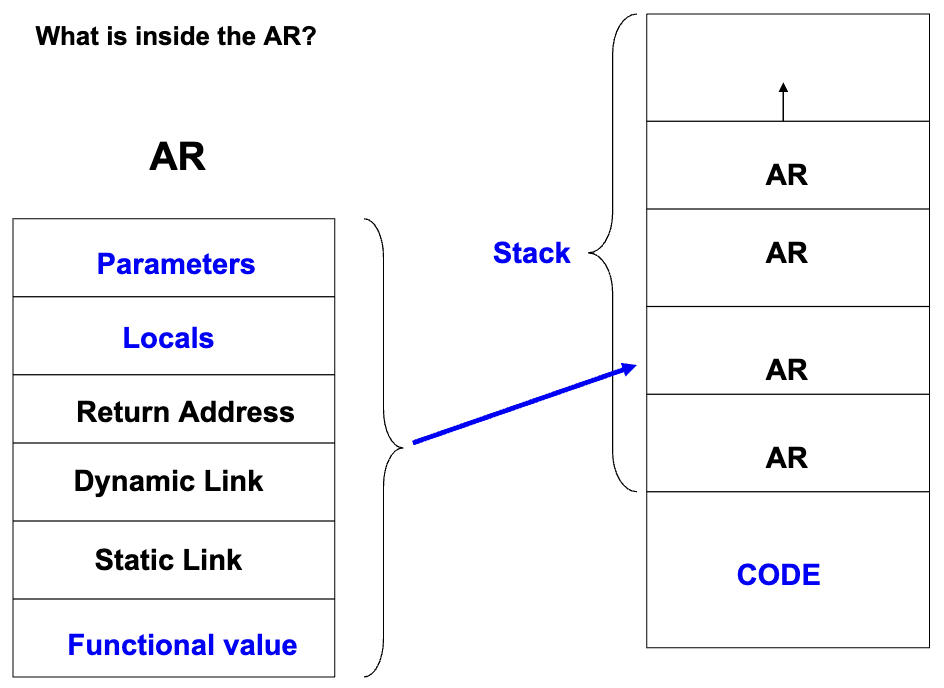 What is inside the AR?
AR
Parameters
Locals
Return Address
Dynamic Link
Static Link
Functional value
Stack
AR
AR
AR
AR
CODE